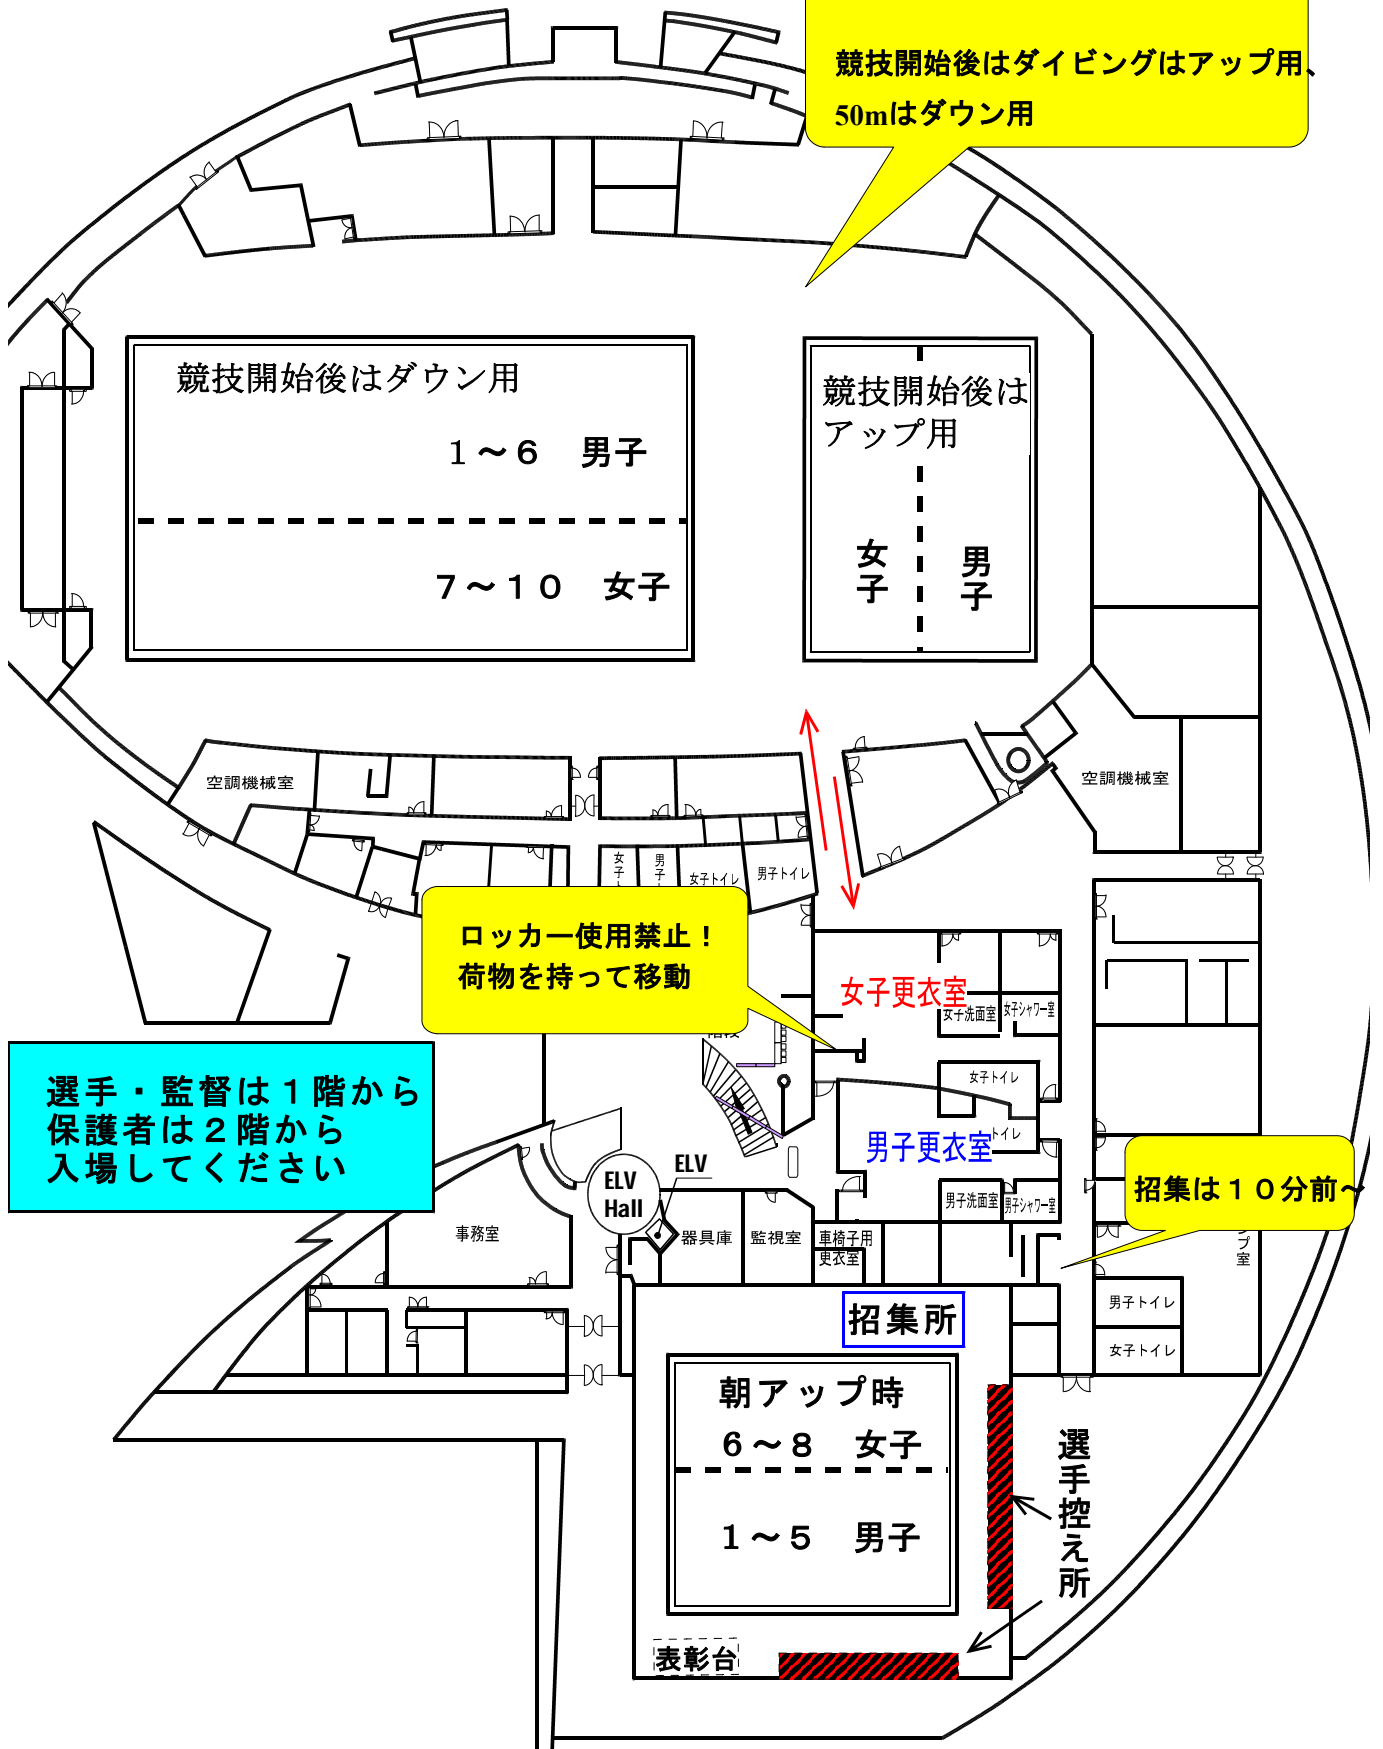 競技開始後はダイビングはアップ用、
50mはダウン用
競技開始後はダウン用
１～６　男子
７～１０　女子
競技開始後は
アップ用
女子
男子
空調機械室
空調機械室
女子ト
男子ト
女子トイレ
男子トイレ
ロッカー使用禁止！
荷物を持って移動
女子更衣室
女子洗面室
女子シャワー室
女子トイレ
トイレ
男子更衣室
男子洗面室
男子シャワー室
選手・監督は１階から
保護者は２階から
入場してください
ELV
Hall
ELV
事務室
器具庫
監視室
車椅子用
更衣室
招集は１０分前～
プ室
男子トイレ
女子トイレ
招集所
朝アップ時
６～８　女子
１～５　男子
選手控え所
表彰台